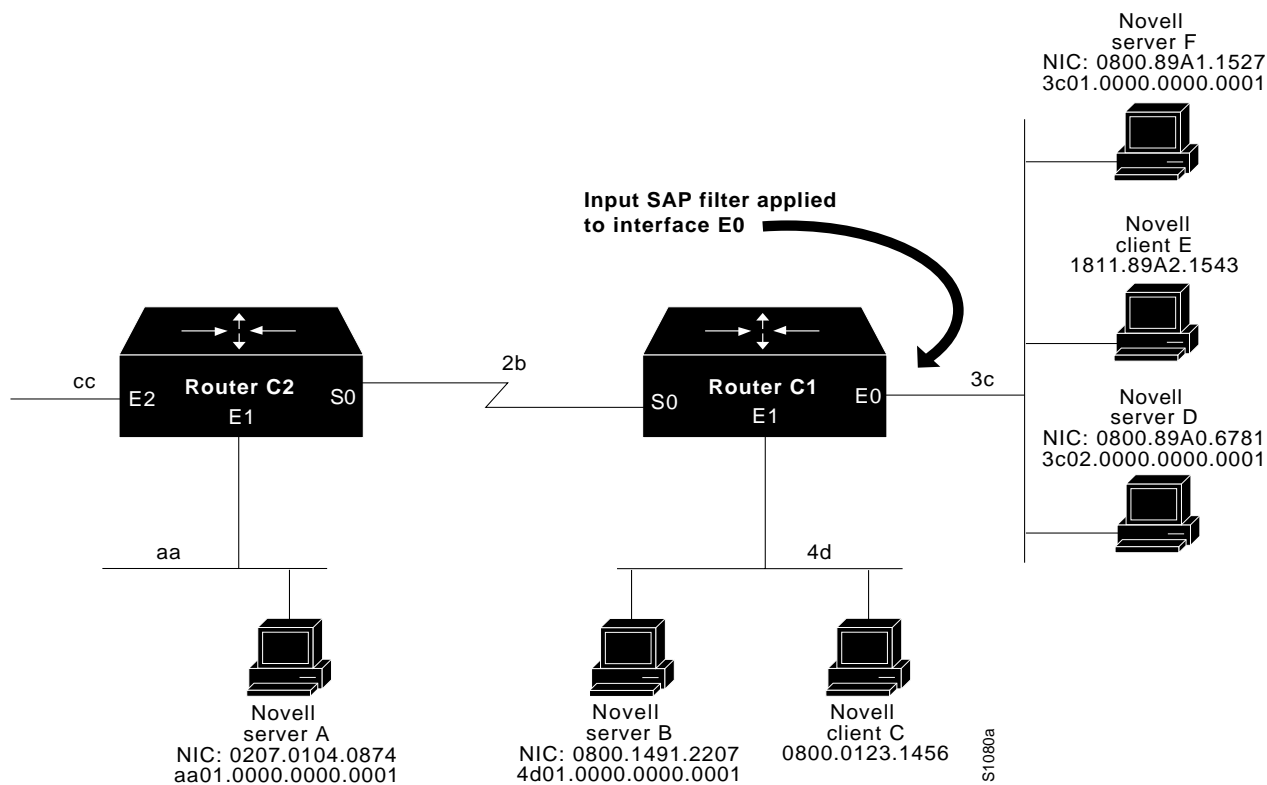 Novell
server F
NIC: 0800.89A1.1527
3c01.0000.0000.0001
Input SAP filter applied
to interface E0
Novell
client E
1811.89A2.1543
cc
E2
Router C2
E1
S0
2b
S0
Router C1
E1
E0
3c
Novell
server D
NIC: 0800.89A0.6781
3c02.0000.0000.0001
aa
4d
Novell
server A
NIC: 0207.0104.0874
aa01.0000.0000.0001
Novell
server B
NIC: 0800.1491.2207
4d01.0000.0000.0001
Novell
client C
0800.0123.1456
S1080a